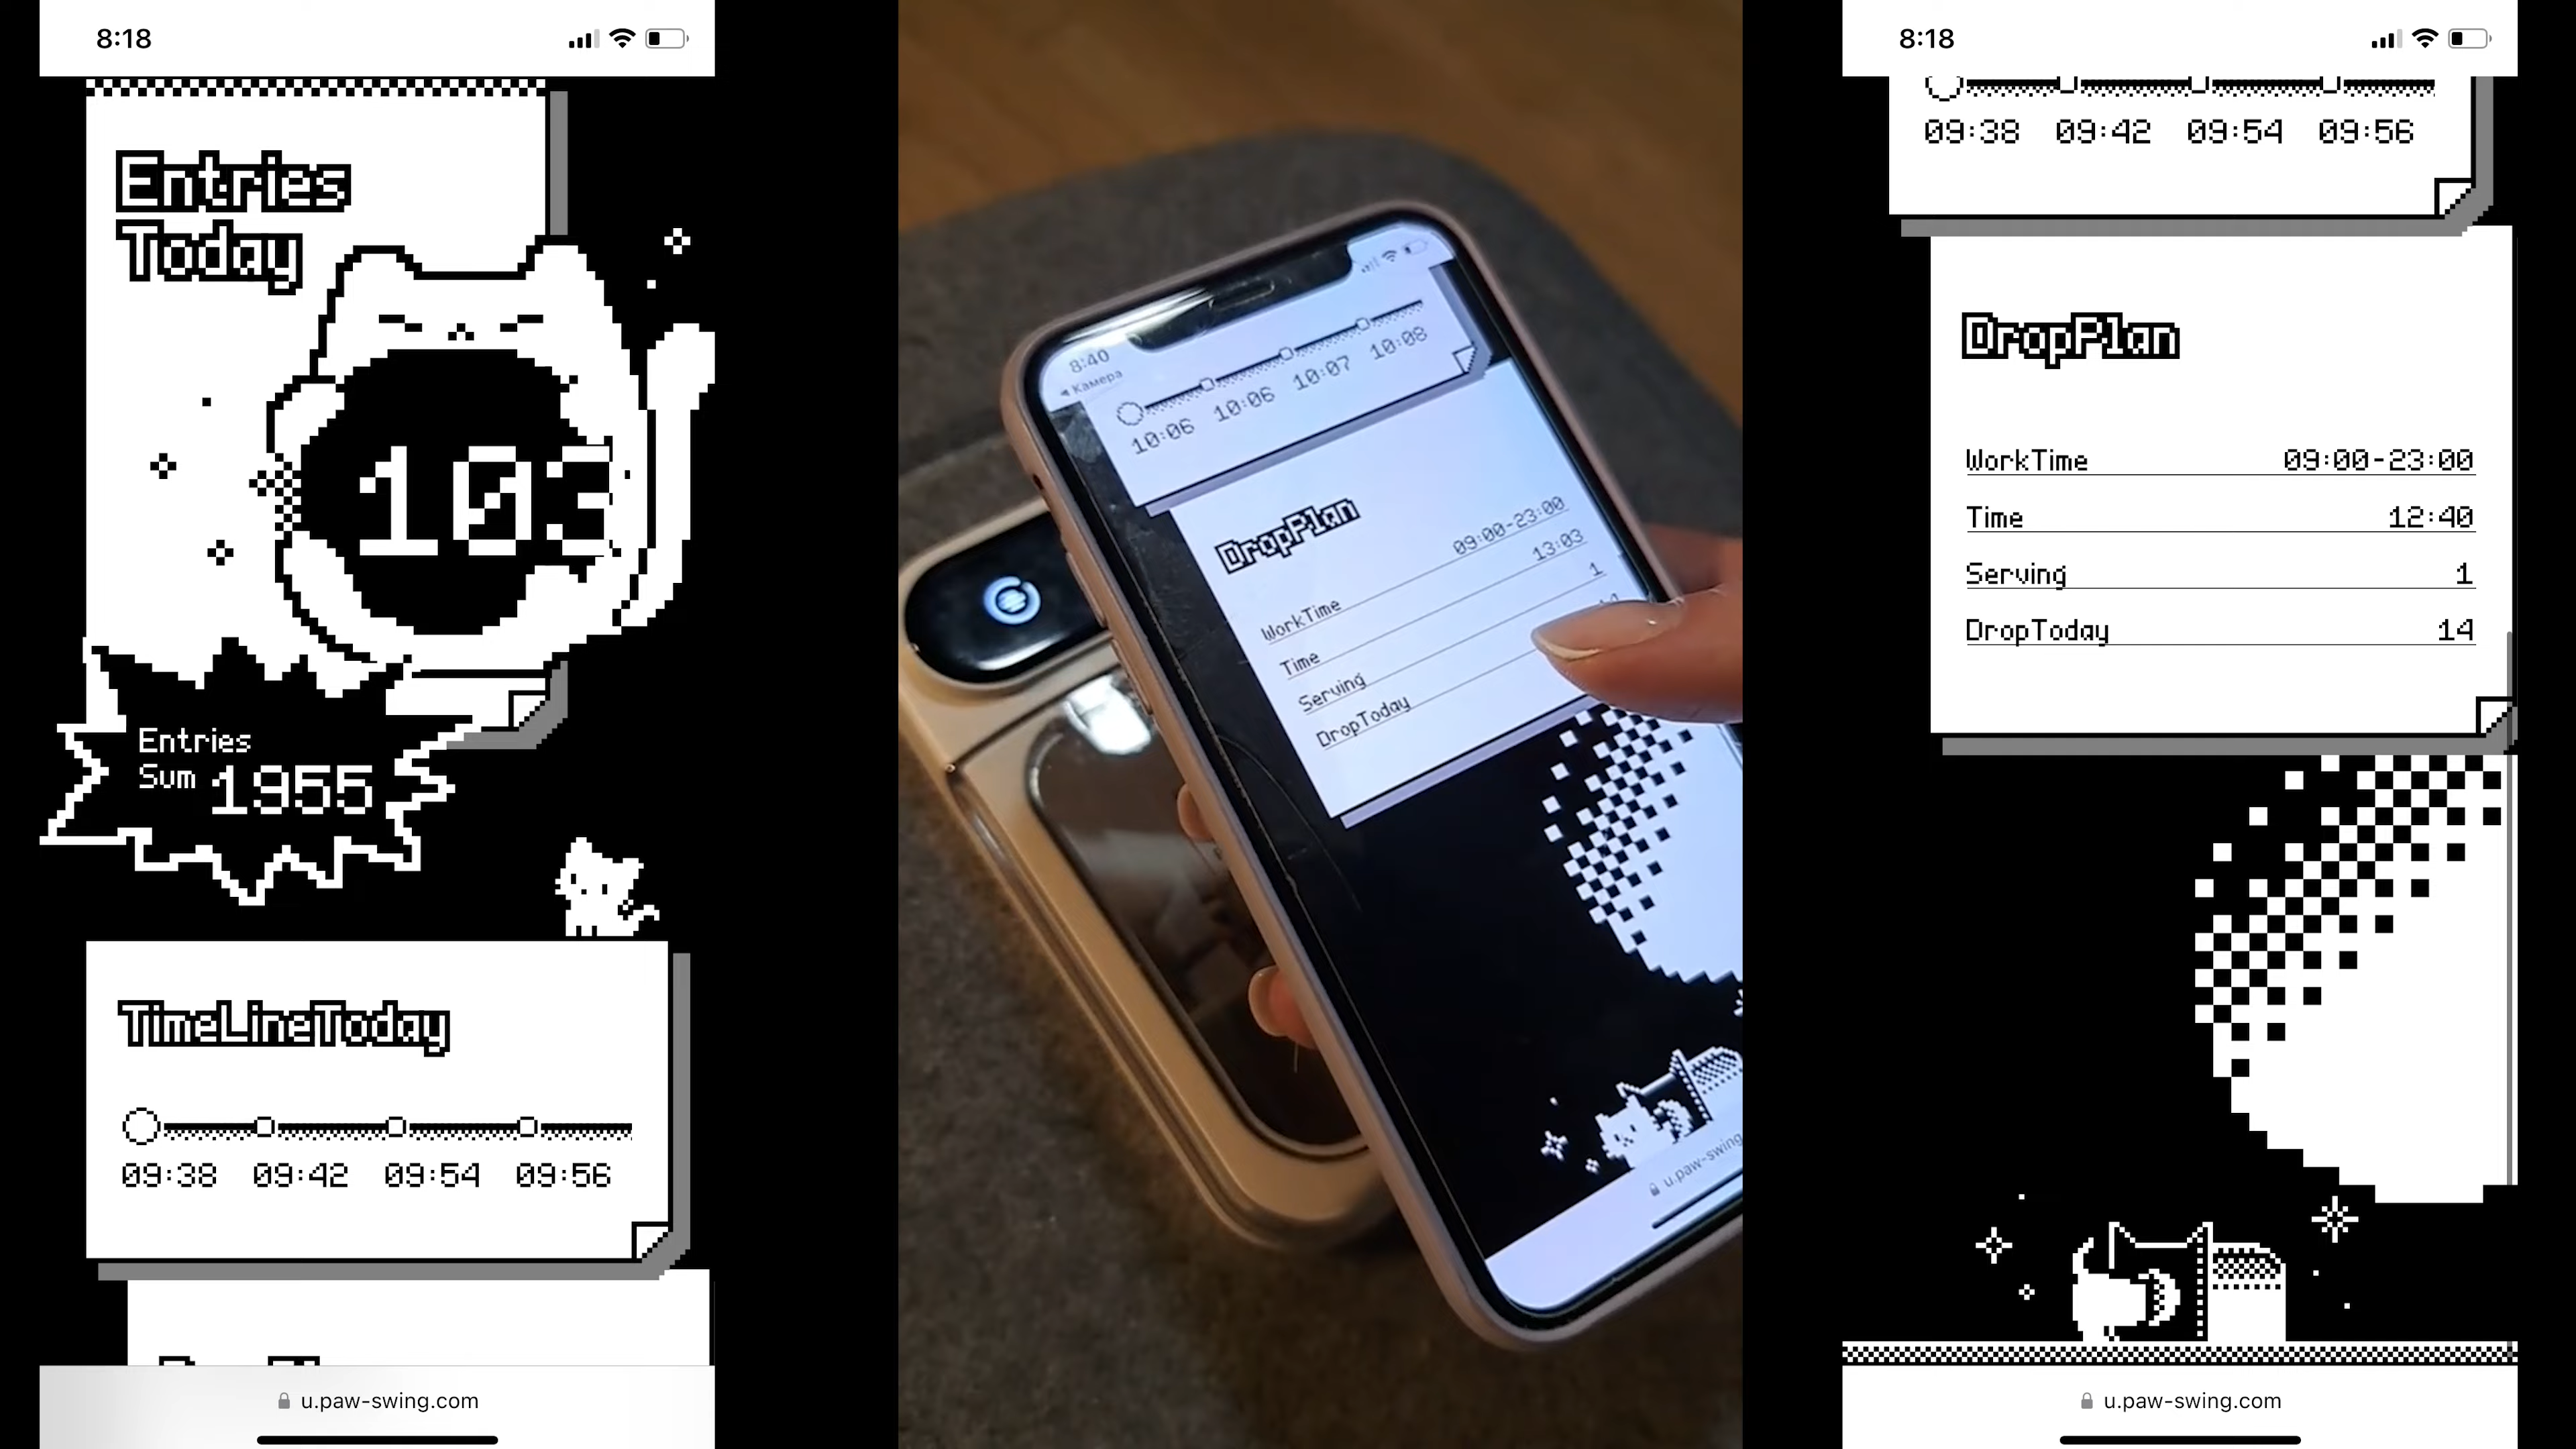 8:18
Entries
Today
103
Entries
Sum 1955
TimeLineToday
09:38 09:42 09:54 09:56
u.paw-swing.com
8:40
Камера
10:06 10:06 10:07 10:08
DropPlan
WorkTime 09:00-23:00
Time 13:03
Serving 1
DropToday
u.paw-swing
8:18
09:38 09:42 09:54 09:56
DropPlan
WorkTime 09:00-23:00
Time 12:40
Serving 1
DropToday 14
u.paw-swing.com